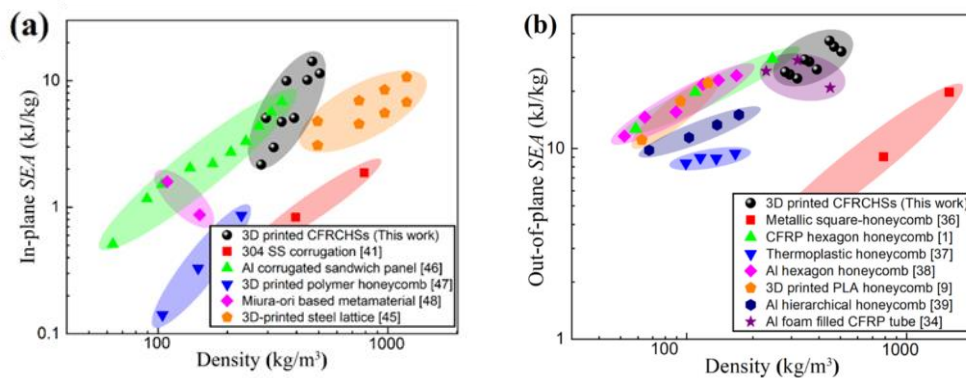 (a)
In-plane SEA (kJ/kg)
10
1
0.1
3D printed CFRCHSs (This work)
304 SS corrugation [41]
Al corrugated sandwich panel [46]
3D printed polymer honeycomb [47]
Miura-ori based metamaterial [48]
3D-printed steel lattice [45]
100
1000
Density (kg/m³)
(b)
Out-of-plane SEA (kJ/kg)
10
1
3D printed CFRCHSs (This work)
Metallic square-honeycomb [36]
CFRP hexagon honeycomb [1]
Thermoplastic honeycomb [37]
Al hexagon honeycomb [38]
3D printed PLA honeycomb [9]
Al hierarchical honeycomb [39]
Al foam filled CFRP tube [34]
100
1000
Density (kg/m³)